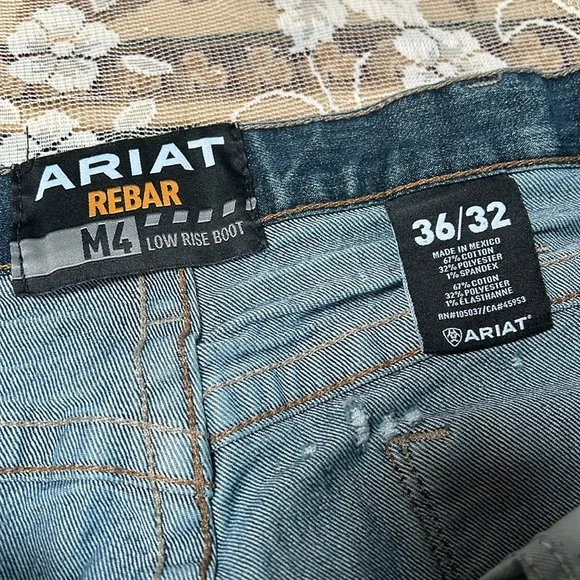 ARIAT
REBAR
M4 LOW RISE BOOT
36/32
MADE IN MEXICO
67% COTTON
32% POLYESTER
1% SPANDEX
67% COTON
32% POLYESTER
1% ELASTHANNE
RN#105037/CA#45953
ARIAT